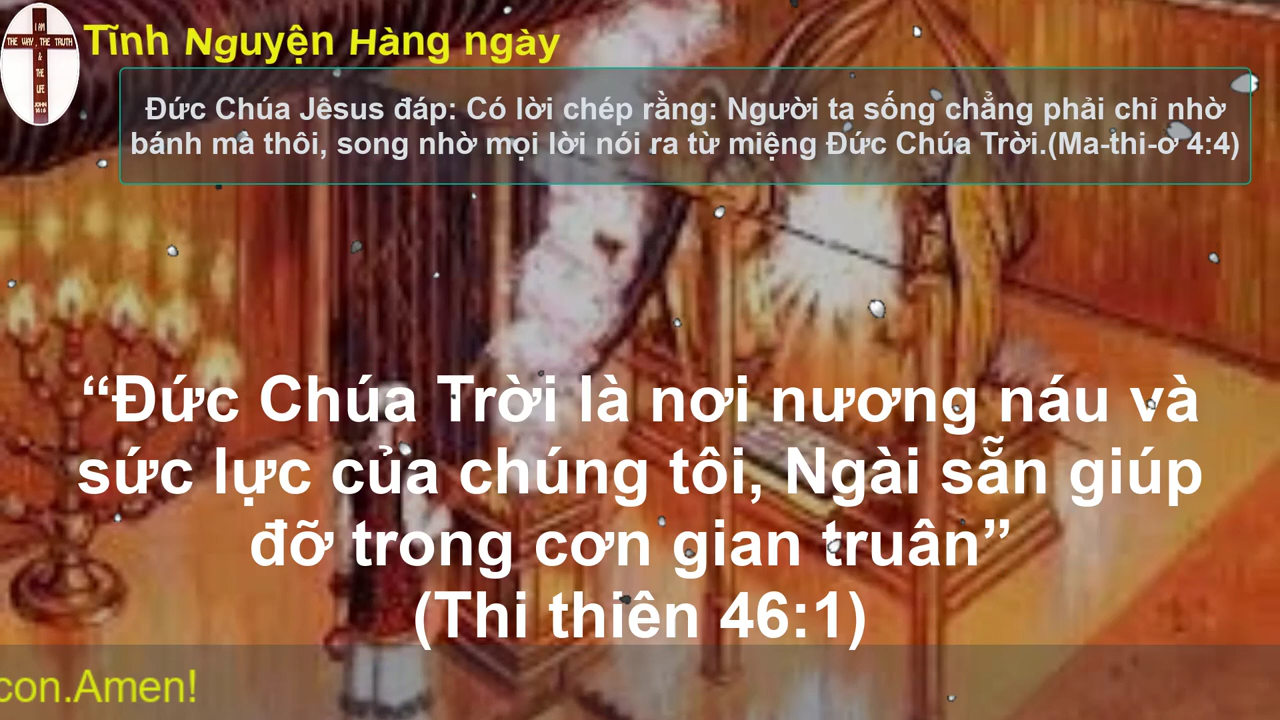 I AM
THE WAY, THE TRUTH
&
THE
LIFE
JOHN
Tĩnh Nguyện Hàng ngày
Đức Chúa Jêsus đáp: Có lời chép rằng: Người ta sống chẳng phải chỉ nhờ
bánh mà thôi, song nhờ mọi lời nói ra từ miệng Đức Chúa Trời.(Ma-thi-ơ 4:4)
“Đức Chúa Trời là nơi nương náu và
sức lực của chúng tôi, Ngài sẵn giúp
đỡ trong cơn gian truân”
(Thi thiên 46:1)
con.Amen!